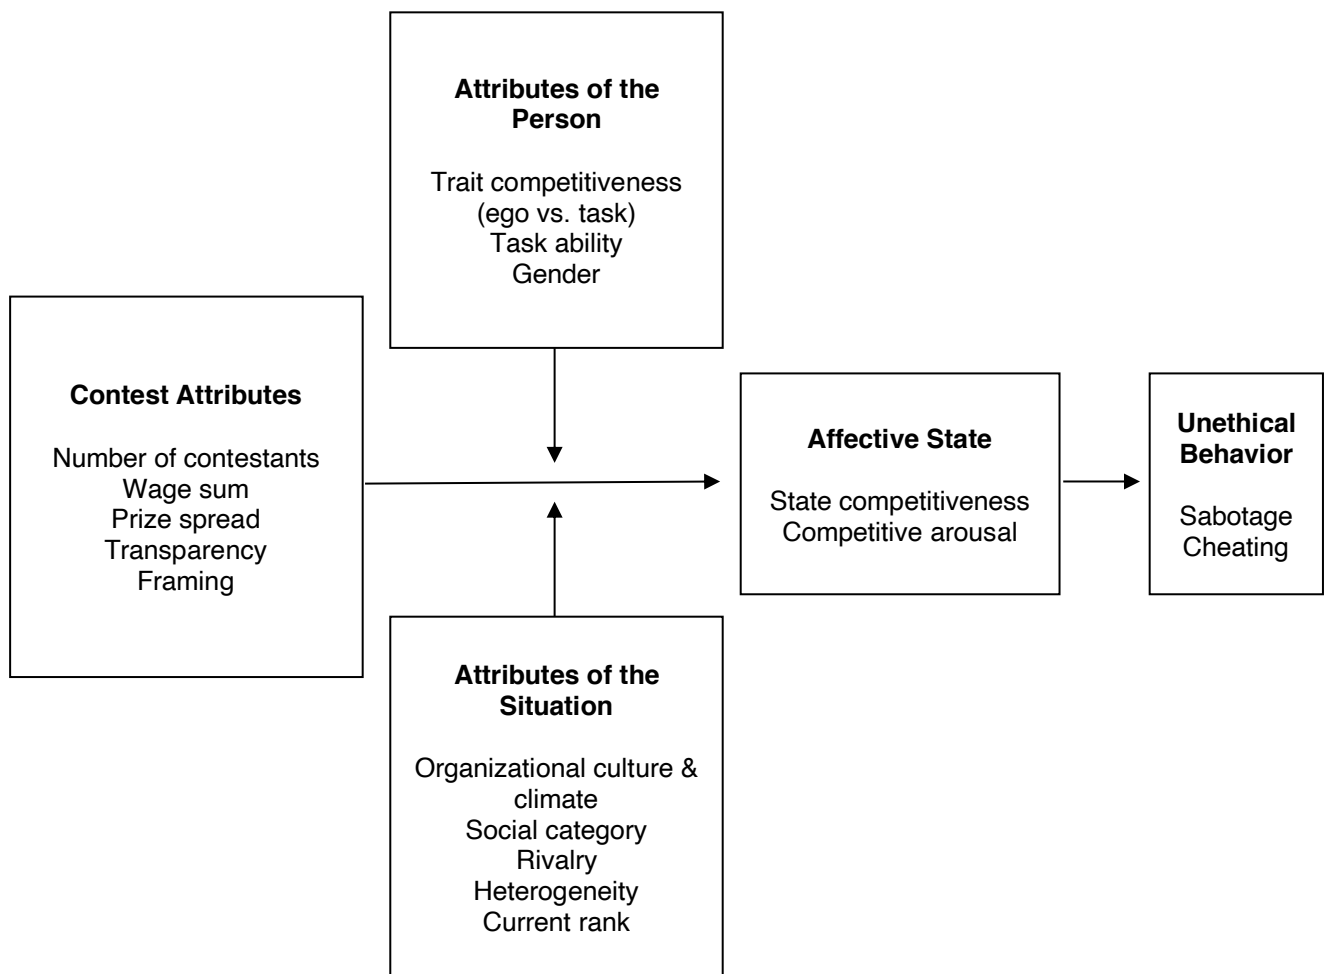 Attributes of the
Person
Trait competitiveness
(ego vs. task)
Task ability
Gender
Contest Attributes
Number of contestants
Wage sum
Prize spread
Transparency
Framing
Affective State
State competitiveness
Competitive arousal
Unethical
Behavior
Sabotage
Cheating
Attributes of the
Situation
Organizational culture &
climate
Social category
Rivalry
Heterogeneity
Current rank